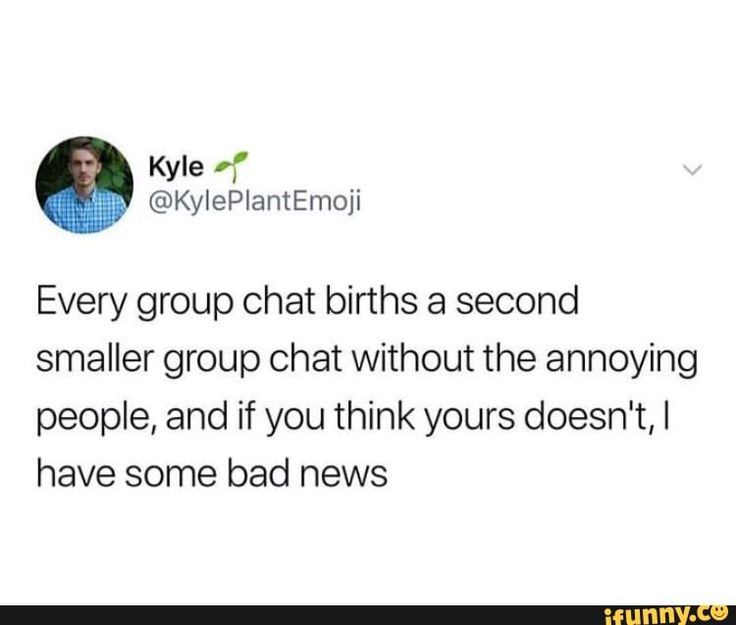 Kyle 🌱
@KylePlantEmoji
Every group chat births a second
smaller group chat without the annoying
people, and if you think yours doesn't, I
have some bad news
ifunny.co